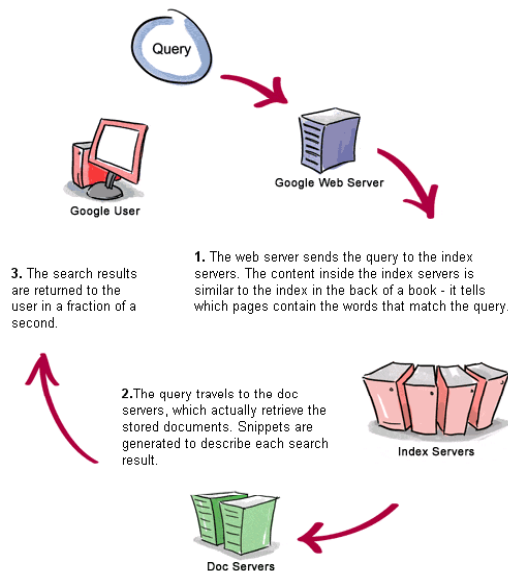 Query
Google Web Server
Google User
1. The web server sends the query to the index
servers. The content inside the index servers is
similar to the index in the back of a book - it tells
which pages contain the words that match the query.
3. The search results
are returned to the
user in a fraction of a
second.
2.The query travels to the doc
servers, which actually retrieve the
stored documents. Snippets are
generated to describe each search
result.
Index Servers
Doc Servers